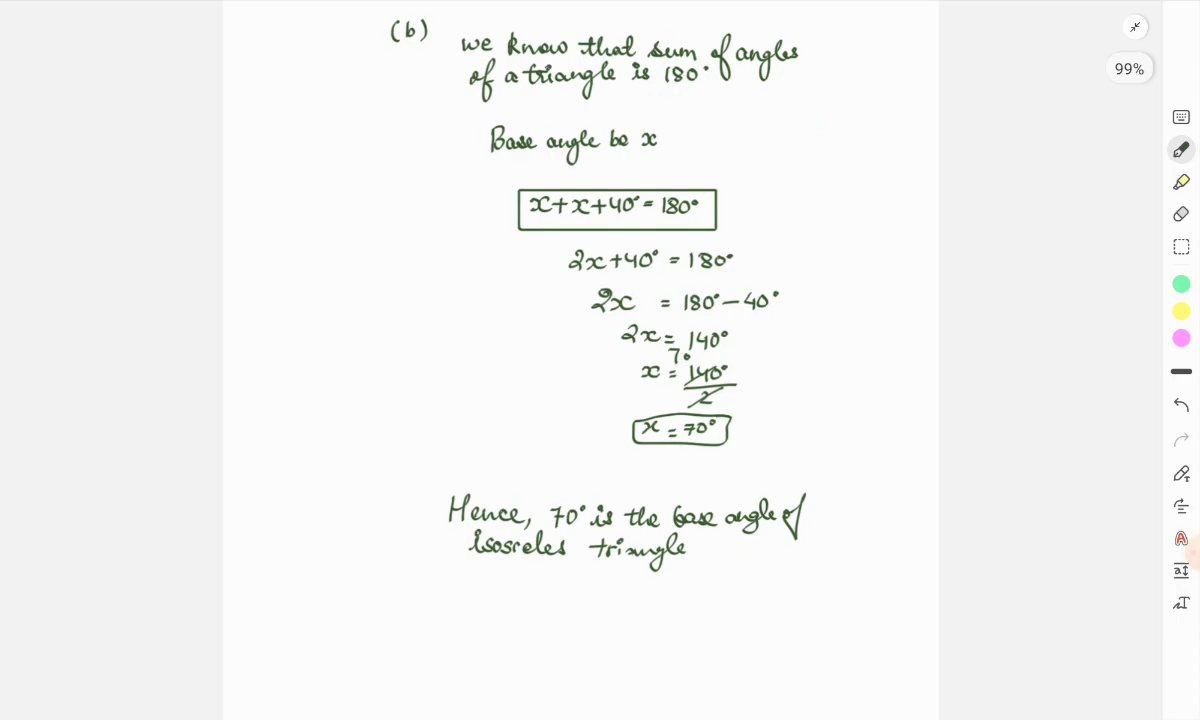 (b)
we know that sum of angles
of a triangle is 180°
Base angle be x
x+x+40°=180°
2x+40° = 180°
2x = 180°-40°
2x = 140°
70
x = 140°
2
x = 70°
Hence, 70° is the base angle of
isosreles triangle
99%